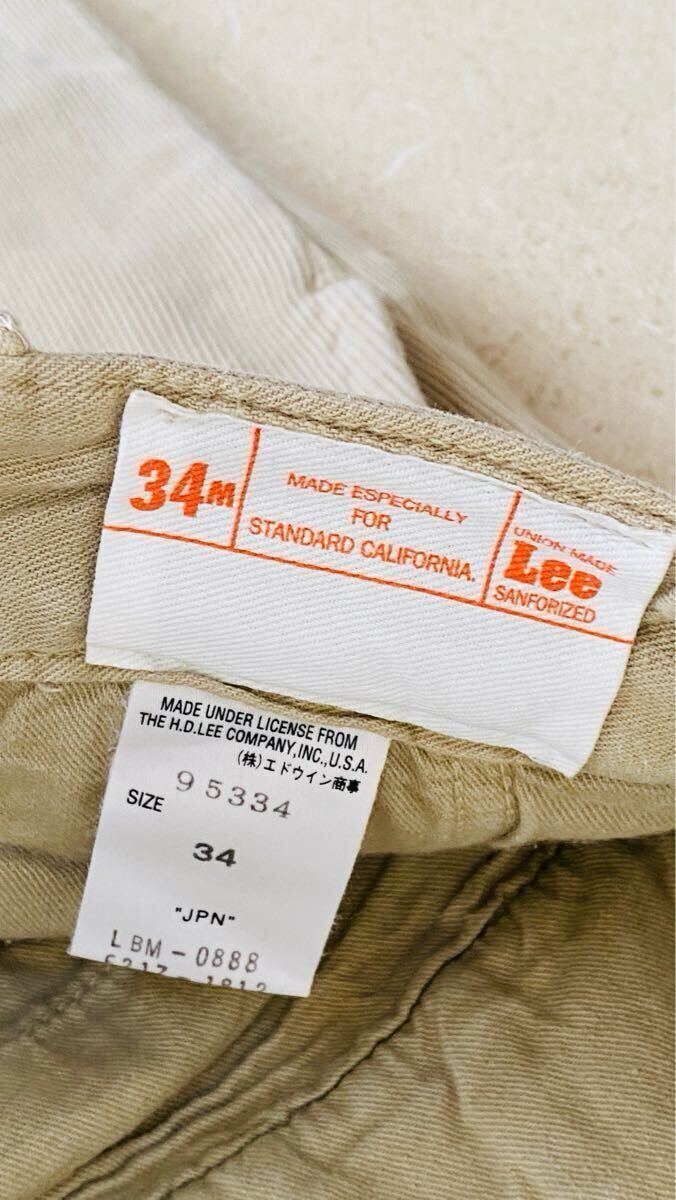 34M
MADE ESPECIALLY
FOR
STANDARD CALIFORNIA.
UNION MADE
Lee
SANFORIZED
MADE UNDER LICENSE FROM
THE H.D.LEE COMPANY,INC.,U.S.A.
(株)エドウイン商事
95334
SIZE
34
"JPN"
LBM-0888